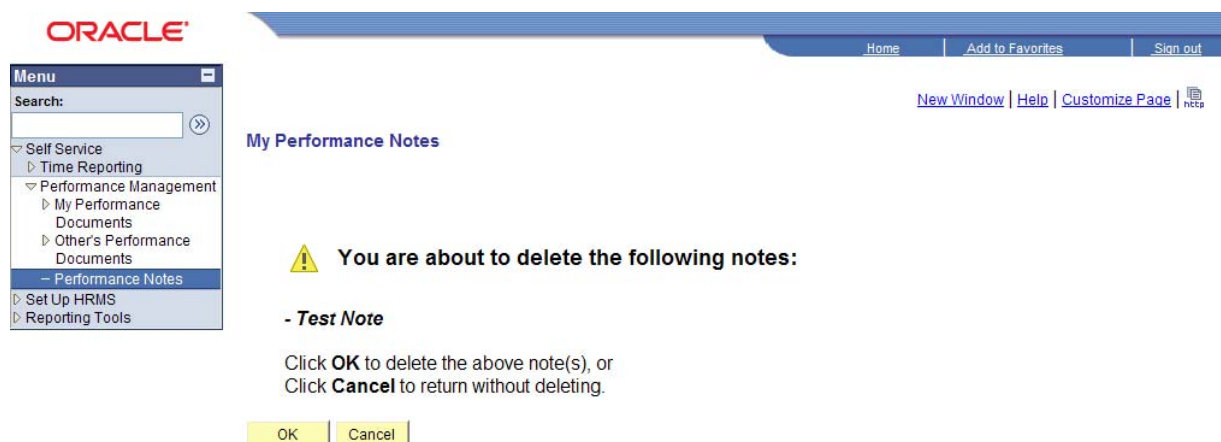 ORACLE
Home Add to Favorites Sign out
Menu
Search:
Self Service
Time Reporting
Performance Management
My Performance
Documents
Other's Performance
Documents
Performance Notes
Set Up HRMS
Reporting Tools
New Window | Help | Customize Page | http
My Performance Notes
You are about to delete the following notes:
- Test Note
Click OK to delete the above note(s), or
Click Cancel to return without deleting.
OK Cancel